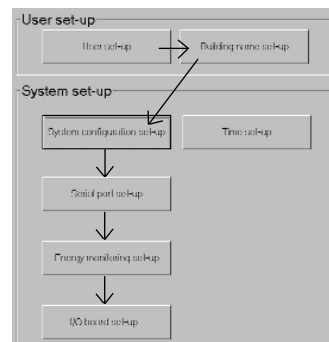 User set-up
User set-up
Building name set-up
System set-up
System configuration set-up
Time set-up
Serial port set-up
Energy monitoring set-up
I/O board set-up